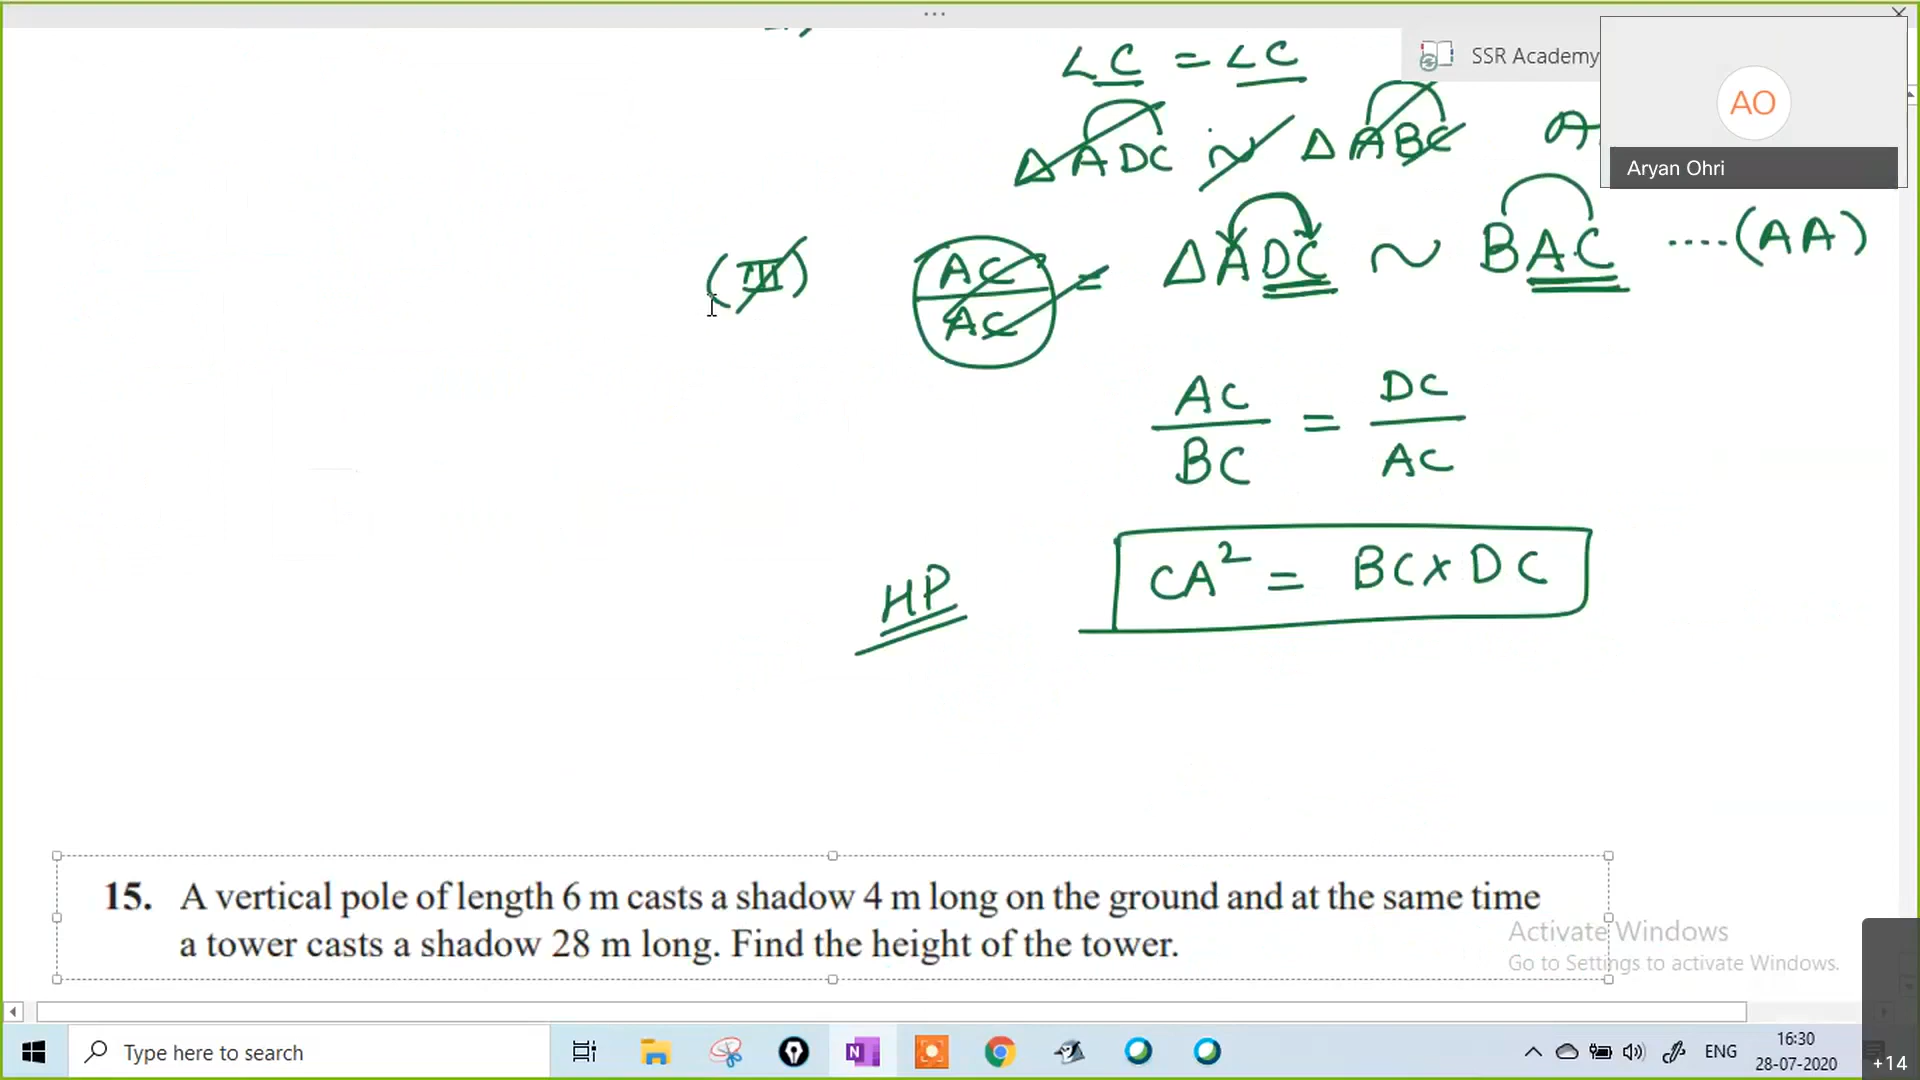 SSR Academy
∠C = ∠C
AO
ΔADC ~ ΔABC
Aryan Ohri
(III) AC/AC = ΔADC ~ BAC ....(AA)
AC/BC = DC/AC
HP CA² = BC×DC
15. A vertical pole of length 6 m casts a shadow 4 m long on the ground and at the same time
a tower casts a shadow 28 m long. Find the height of the tower.
Activate Windows
Go to Settings to activate Windows.
Type here to search
N
ENG
16:30
28-07-2020
+14